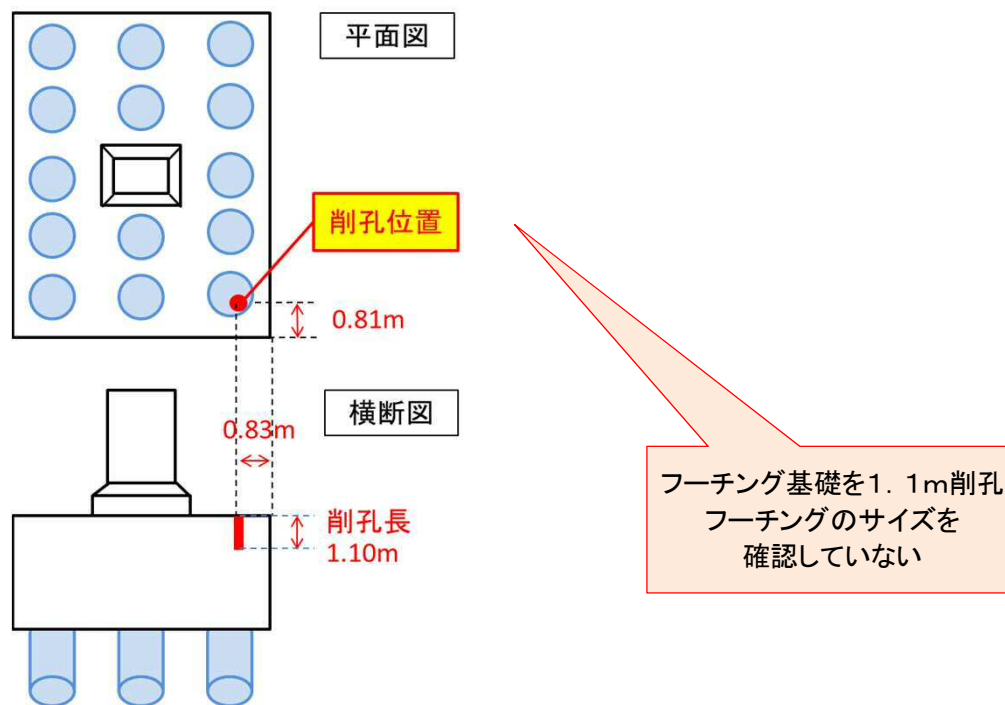 平面図
削孔位置
0.81m
横断図
0.83m
削孔長
1.10m
フーチング基礎を1．1m削孔
フーチングのサイズを
確認していない